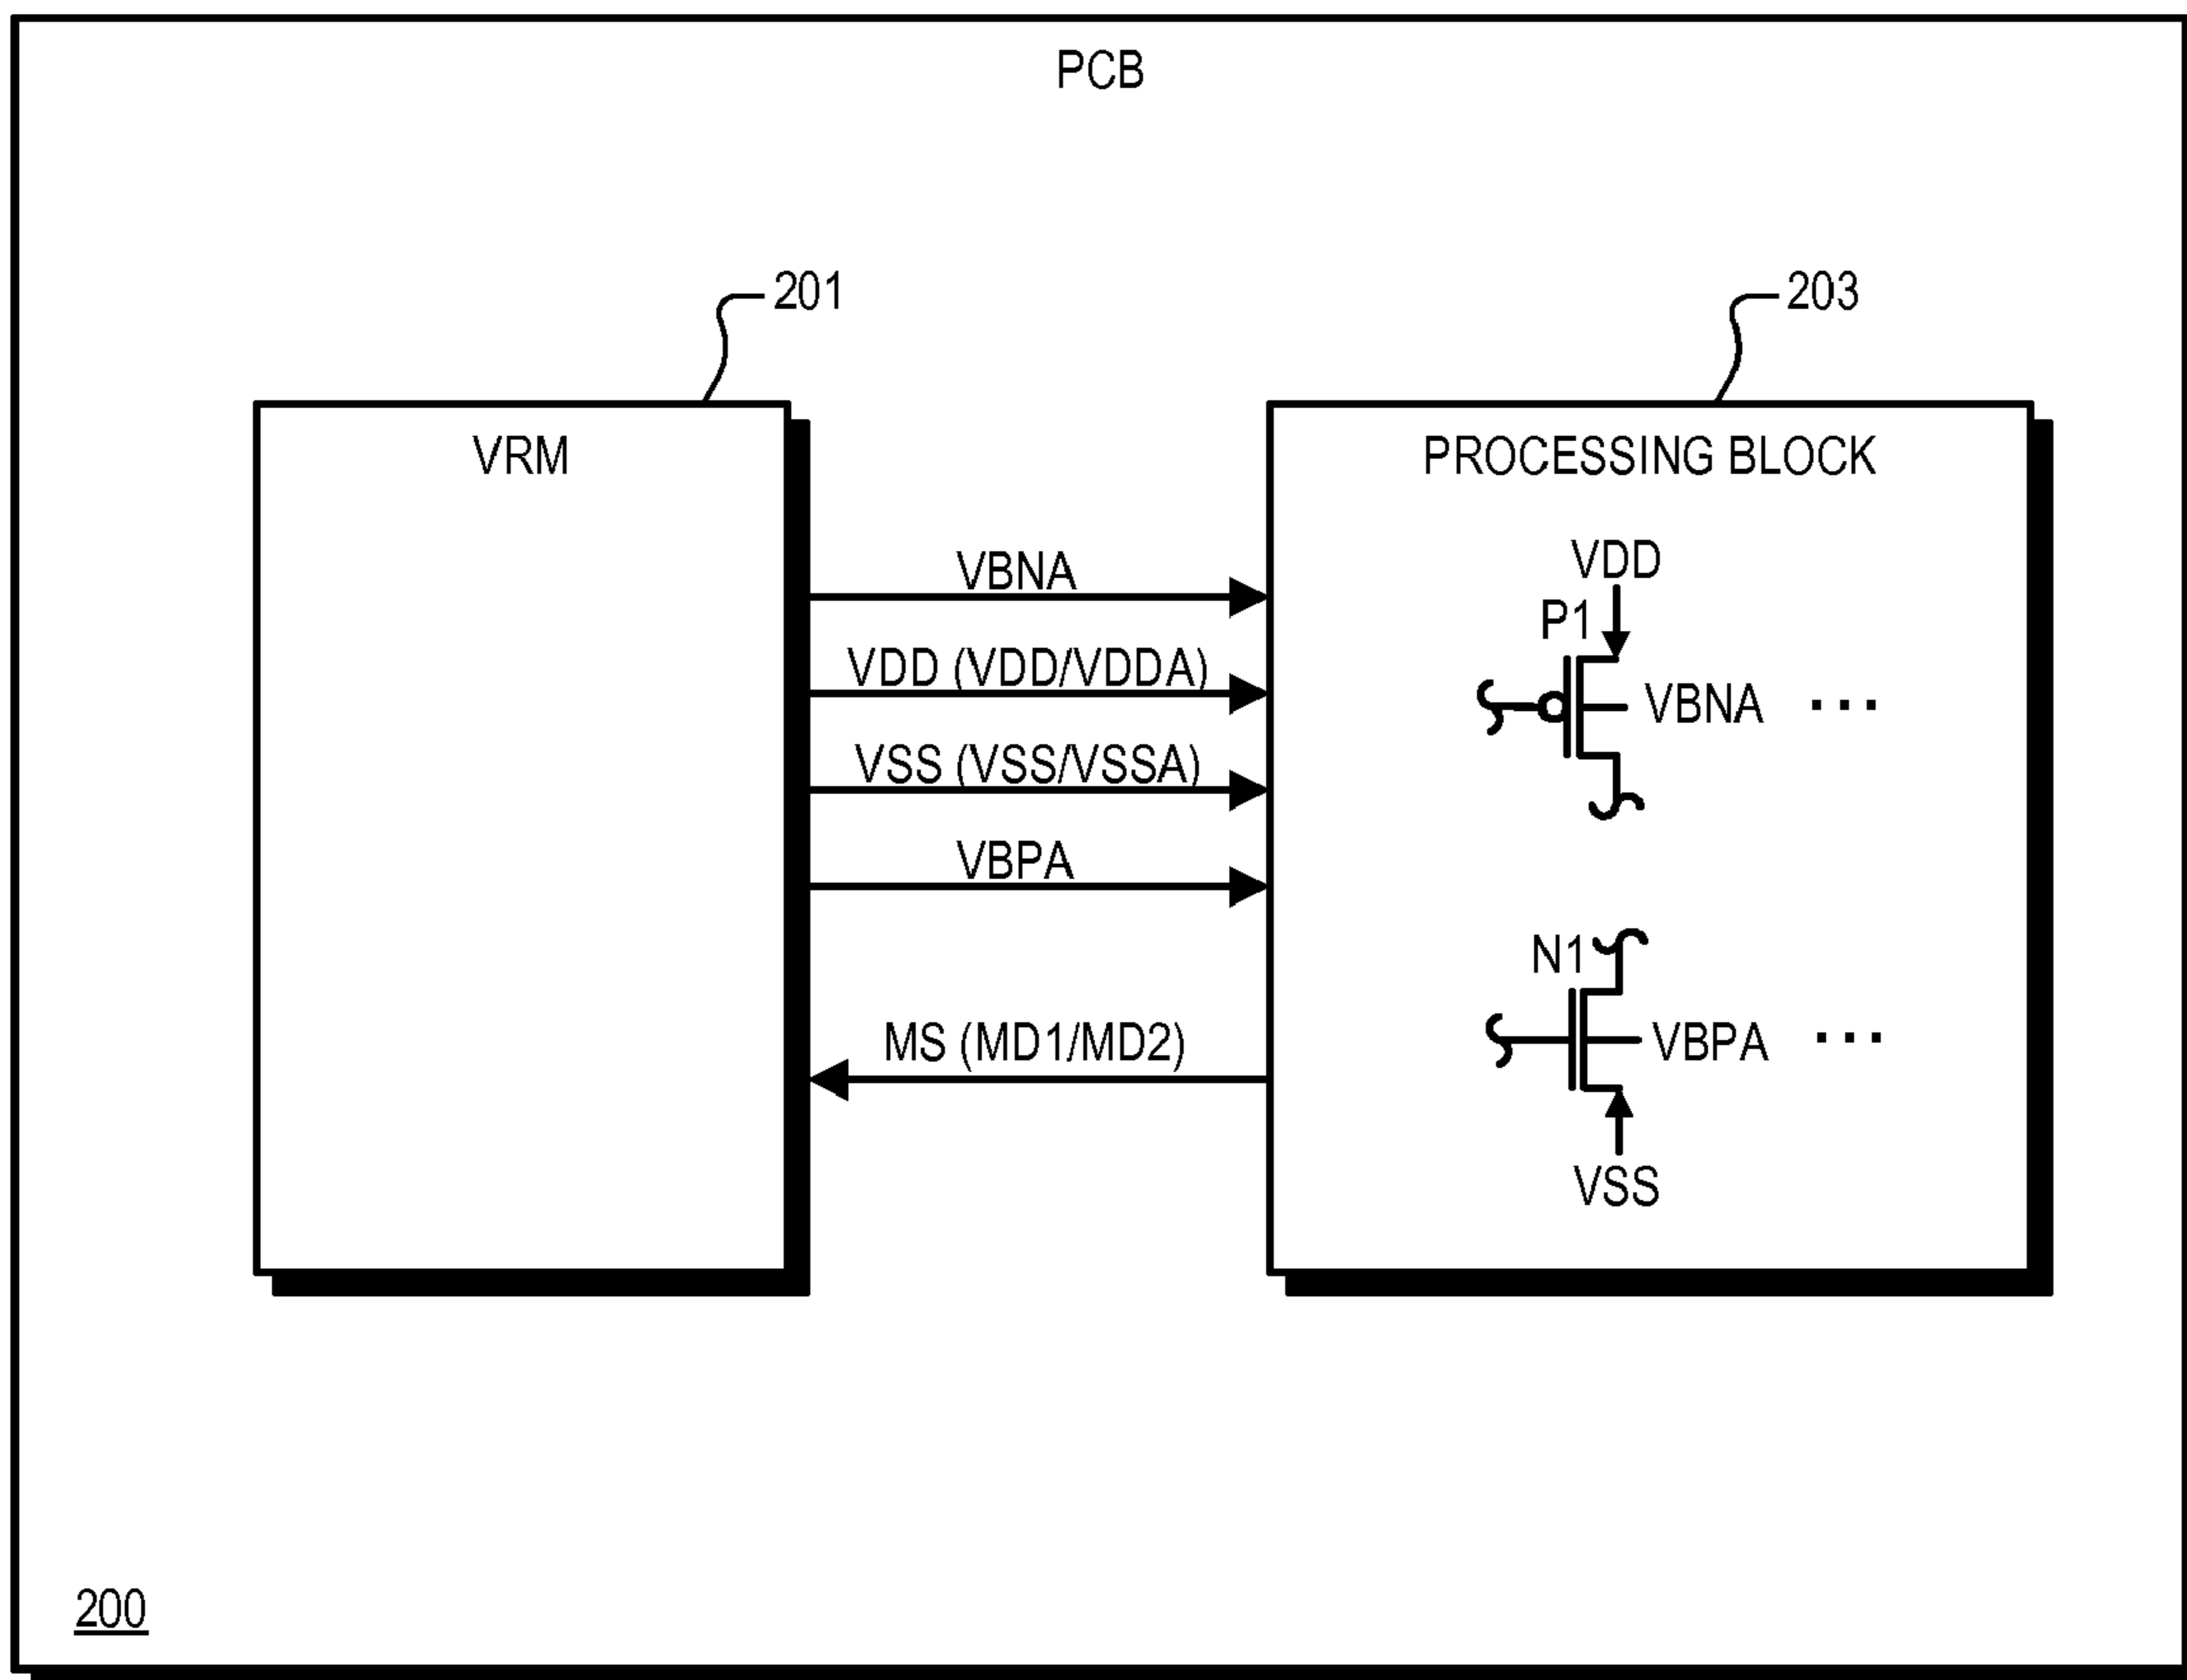 PCB
201
203
VRM
PROCESSING BLOCK
VBNA
VDD (VDD/VDDA)
VSS (VSS/VSSA)
VBPA
MS (MD1/MD2)
VDD
P1
VBNA ...
N1
VBPA ...
VSS
200